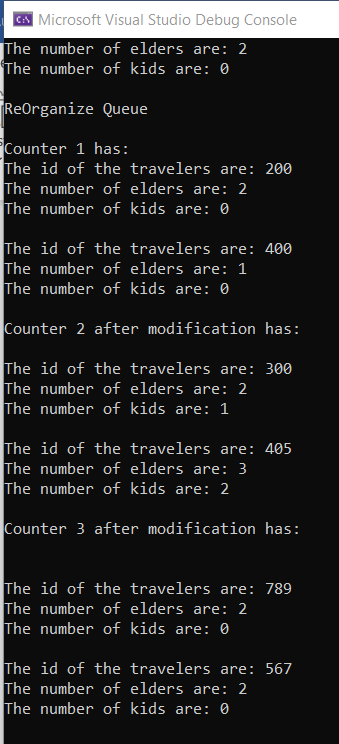 Microsoft Visual Studio Debug Console
The number of elders are: 2
The number of kids are: 0
ReOrganize Queue
Counter 1 has:
The id of the travelers are: 200
The number of elders are: 2
The number of kids are: 0
The id of the travelers are: 400
The number of elders are: 1
The number of kids are: 0
Counter 2 after modification has:
The id of the travelers are: 300
The number of elders are: 2
The number of kids are: 1
The id of the travelers are: 405
The number of elders are: 3
The number of kids are: 2
Counter 3 after modification has:
The id of the travelers are: 789
The number of elders are: 2
The number of kids are: 0
The id of the travelers are: 567
The number of elders are: 2
The number of kids are: 0